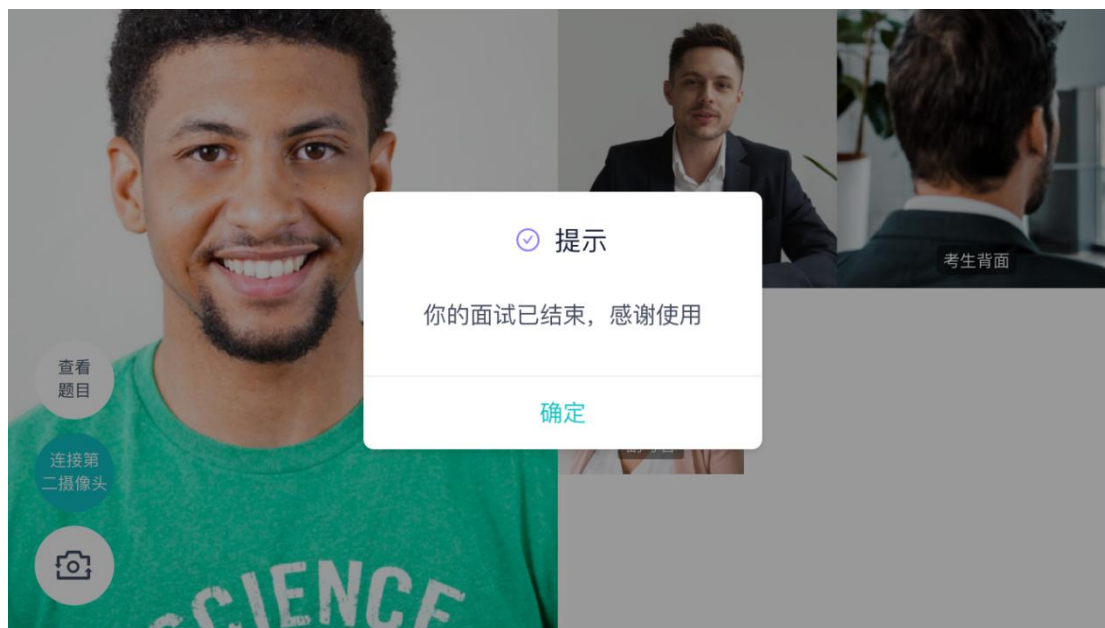 提示
你的面试已结束，感谢使用
确定
考生背面
查看
题目
连接第
二摄像头
SCIENCE